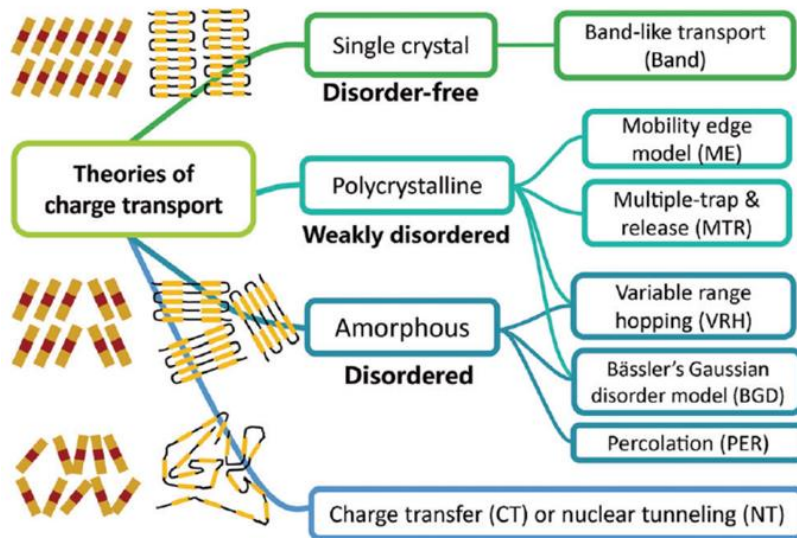 Single crystal
Disorder-free
Band-like transport
(Band)
Theories of
charge transport
Polycrystalline
Weakly disordered
Mobility edge
model (ME)
Multiple-trap &
release (MTR)
Amorphous
Disordered
Variable range
hopping (VRH)
Bässler's Gaussian
disorder model (BGD)
Percolation (PER)
Charge transfer (CT) or nuclear tunneling (NT)